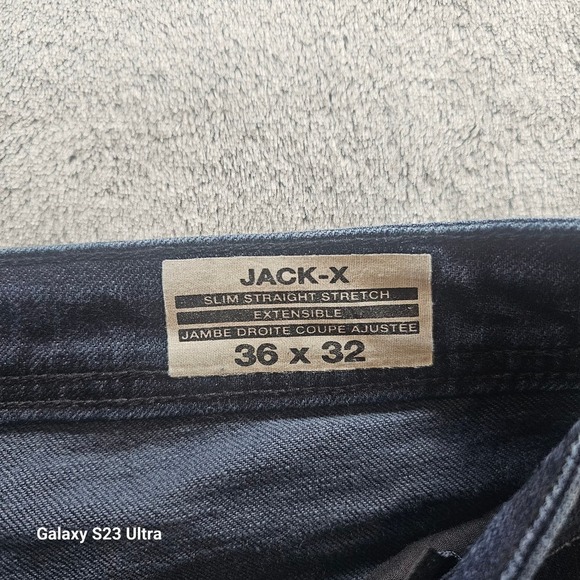 JACK-X
SLIM STRAIGHT STRETCH
EXTENSIBLE
JAMBE DROITE COUPE AJUSTÉE
36 x 32
Galaxy S23 Ultra